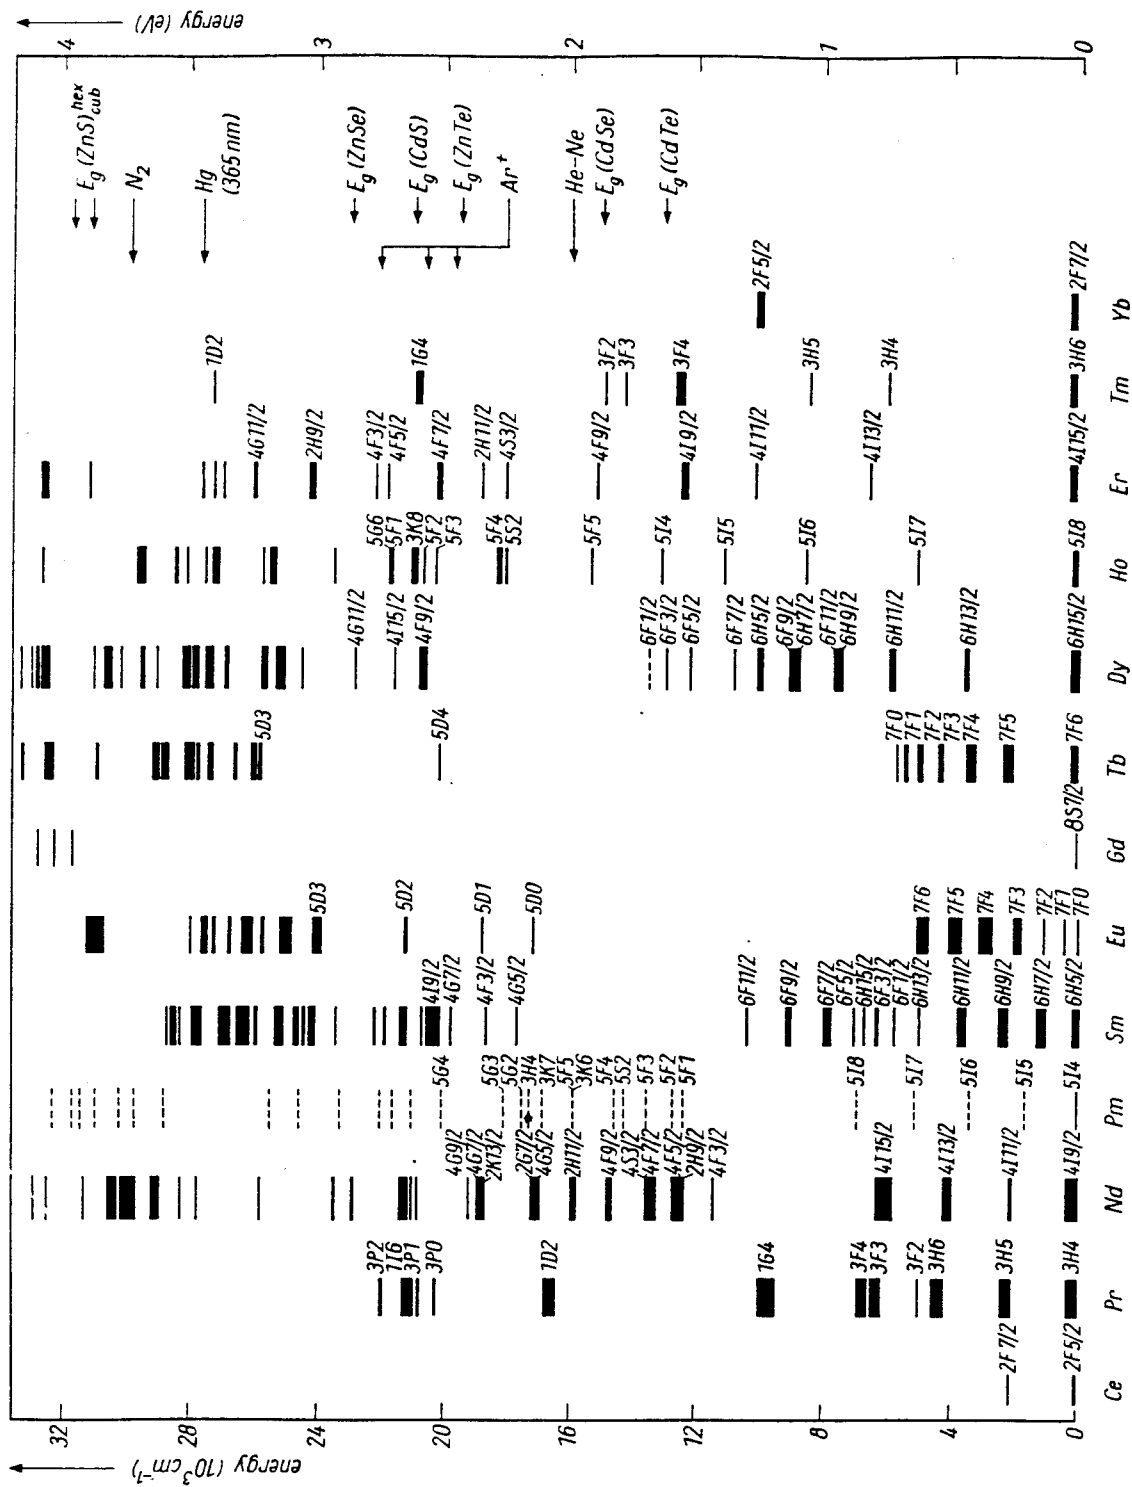 energy (eV)
4
3
2
1
0
E_g (ZnS)^hex_cub
N_2
Hg
(365 nm)
E_g (ZnSe)
E_g (CdS)
E_g (ZnTe)
Ar^+
He-Ne
E_g (CdSe)
E_g (CdTe)
2F5/2
2F7/2
Yb
1D2
1G4
3F2
3F3
3F4
3H5
3H4
3H6
Tm
4G11/2
2H9/2
4F3/2
4F5/2
4F7/2
2H11/2
4S3/2
4F9/2
4I9/2
4I11/2
4I13/2
4I15/2
Er
5G6
5F1
3K8
5F2
5F3
5F4
5S2
5F5
5I4
5I5
5I6
5I7
5I8
Ho
4G11/2
4I15/2
4F9/2
6F1/2
6F3/2
6F5/2
6F7/2
6H5/2
6F9/2
6H7/2
6F11/2
6H9/2
6H11/2
6H13/2
6H15/2
Dy
5D3
5D4
7F0
7F1
7F2
7F3
7F4
7F5
7F6
Tb
8S7/2
Gd
5D3
5D2
5D1
5D0
7F6
7F5
7F4
7F3
7F2
7F1
7F0
Eu
4I9/2
4G7/2
4F3/2
4G5/2
6F11/2
6F9/2
6F7/2
6F5/2
6H15/2
6F3/2
6F1/2
6H13/2
6H11/2
6H9/2
6H7/2
6H5/2
Sm
5G4
5G3
5G2
3H4
3K7
5F5
3K6
5F4
5S2
5F3
5F2
5F1
5I8
5I7
5I6
5I5
5I4
Pm
4G9/2
4G7/2
2K13/2
2G7/2
4G5/2
2H11/2
4F9/2
4S3/2
4F7/2
4F5/2
2H9/2
4F3/2
4I15/2
4I13/2
4I11/2
4I9/2
Nd
3P2
1I6
3P1
3P0
1D2
1G4
3F4
3F3
3F2
3H6
3H5
3H4
Pr
2F7/2
2F5/2
Ce
32
28
24
20
16
12
8
4
0
energy (10^3 cm^-1)